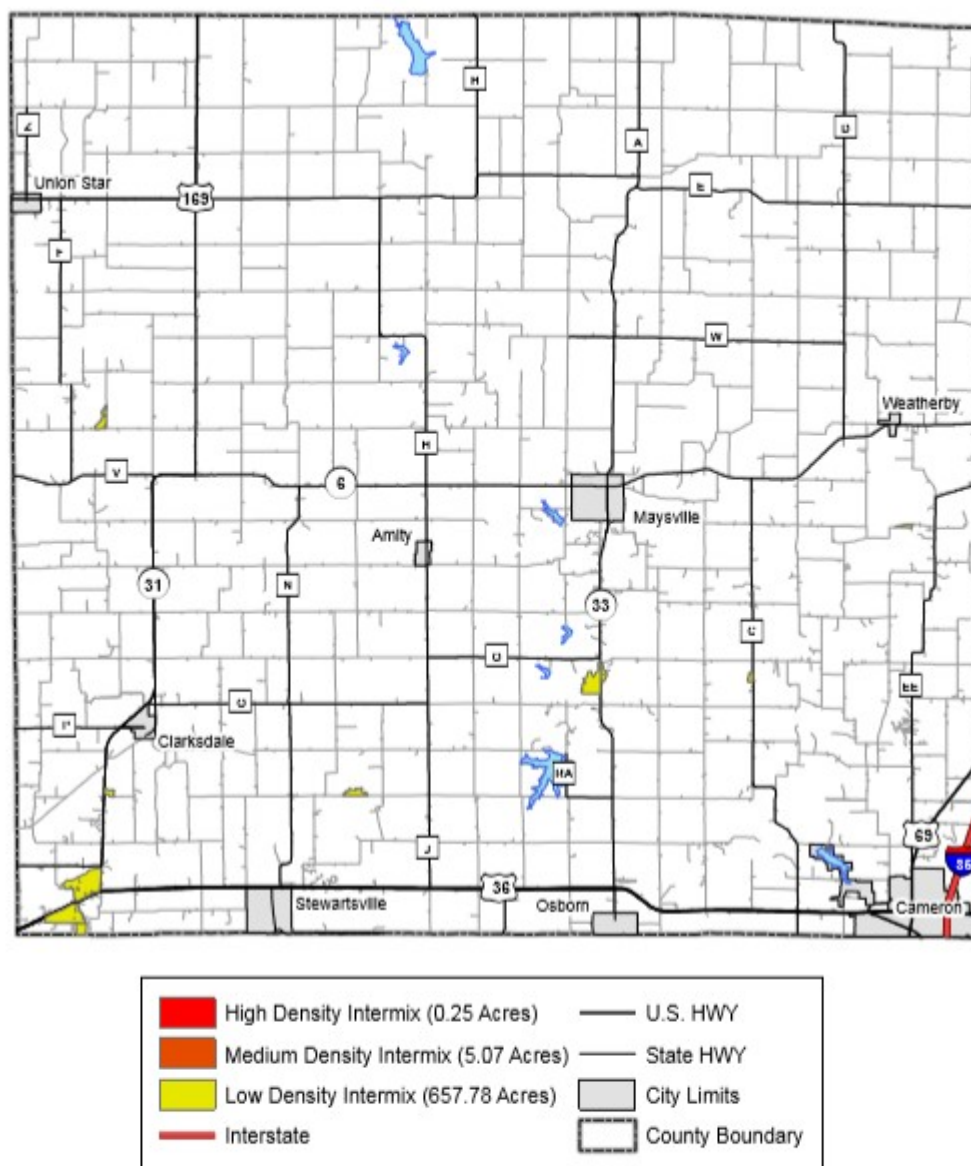 H
Z
A
D
Union Star
169
E
F
W
Weatherby
H
V
6
Maysville
Amity
31
N
33
C
O
EE
O
Clarksdale
HA
J
69
36
Stewartsville
Osborn
Cameron
High Density Intermix (0.25 Acres)
U.S. HWY
Medium Density Intermix (5.07 Acres)
State HWY
Low Density Intermix (657.78 Acres)
City Limits
Interstate
County Boundary